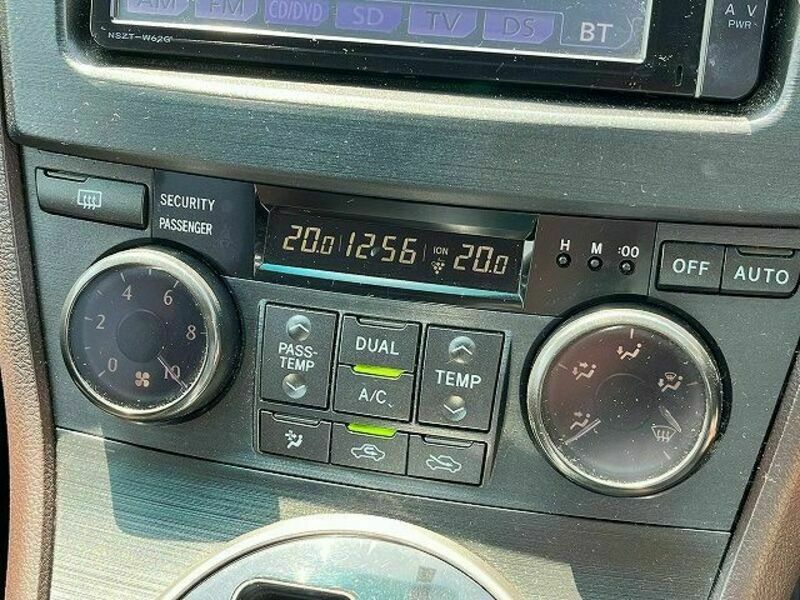 AM FM CD/DVD SD TV DS BT
A V
PWR
NSZT-W62G
SECURITY
PASSENGER
20.0 12:56 ION 20.0
H M :00
OFF AUTO
0 2 4 6 8 10
PASS-
TEMP
DUAL
A/C
TEMP